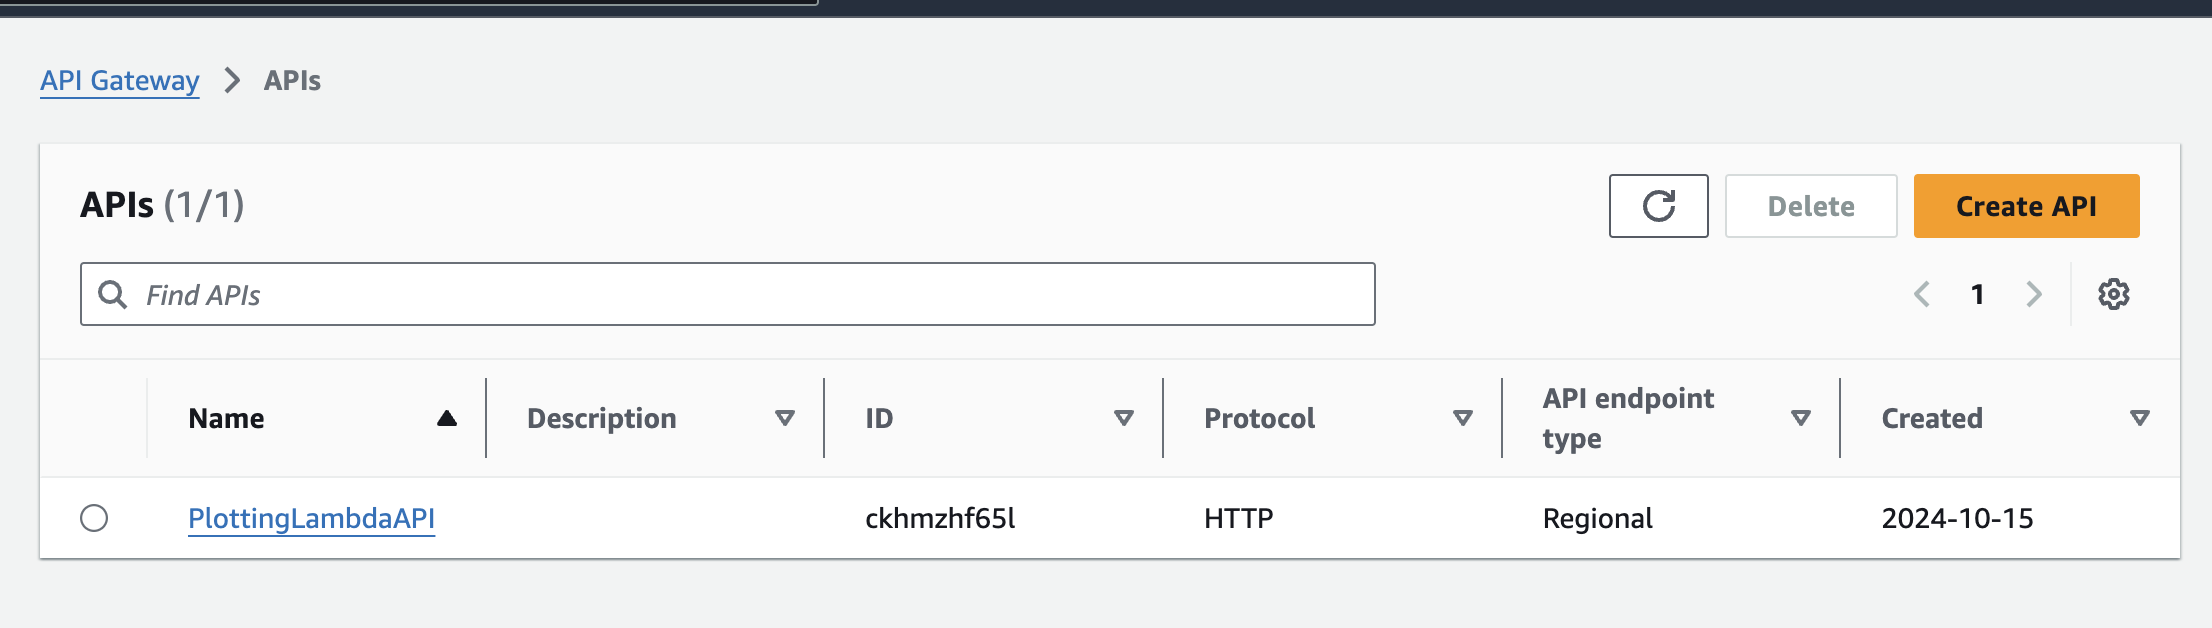 API Gateway > APIs
APIs (1/1)
Delete
Create API
Find APIs
1
Name
Description
ID
Protocol
API endpoint
type
Created
PlottingLambdaAPI
ckhmzhf65l
HTTP
Regional
2024-10-15